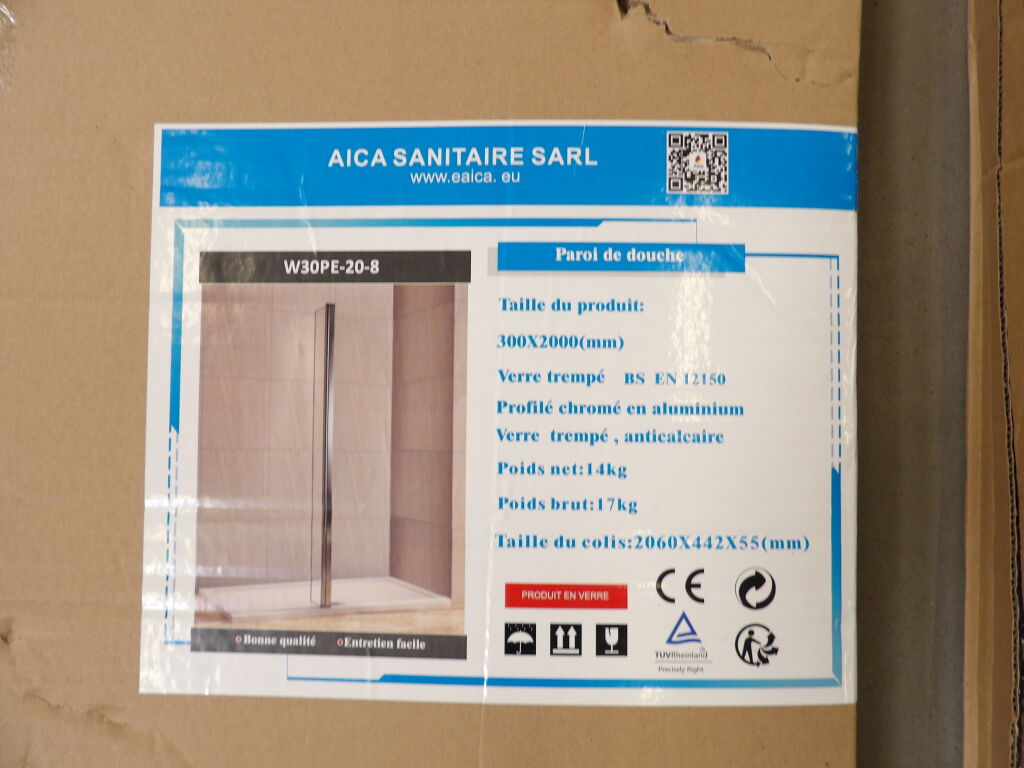 AICA SANITAIRE SARL
www.eaica. eu
W30PE-20-8
Paroi de douche
Taille du produit:
300X2000(mm)
Verre trempé BS EN 12150
Profilé chromé en aluminium
Verre trempé , anticalcaire
Poids net:14kg
Poids brut:17kg
Taille du colis:2060X442X55(mm)
PRODUIT EN VERRE
CE
TÜVRheinland
Precisely Right.
Bonne qualité Entretien facile